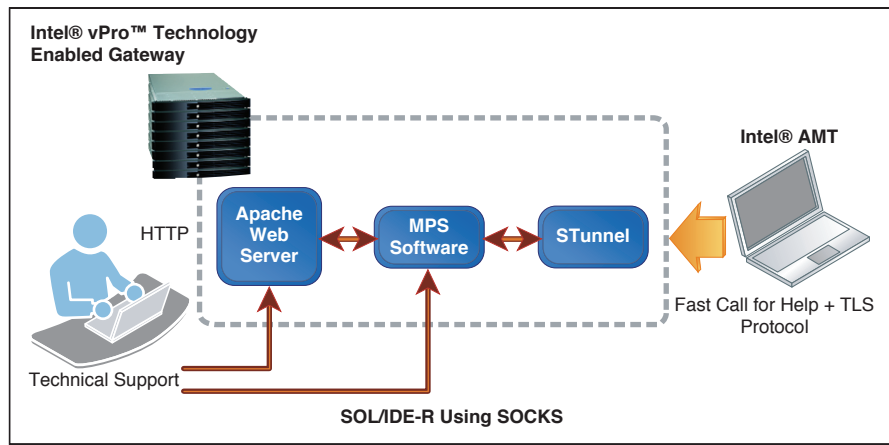 Intel® vPro™ Technology
Enabled Gateway
Intel® AMT
HTTP
Apache
Web
Server
MPS
Software
STunnel
Fast Call for Help + TLS
Protocol
Technical Support
SOL/IDE-R Using SOCKS